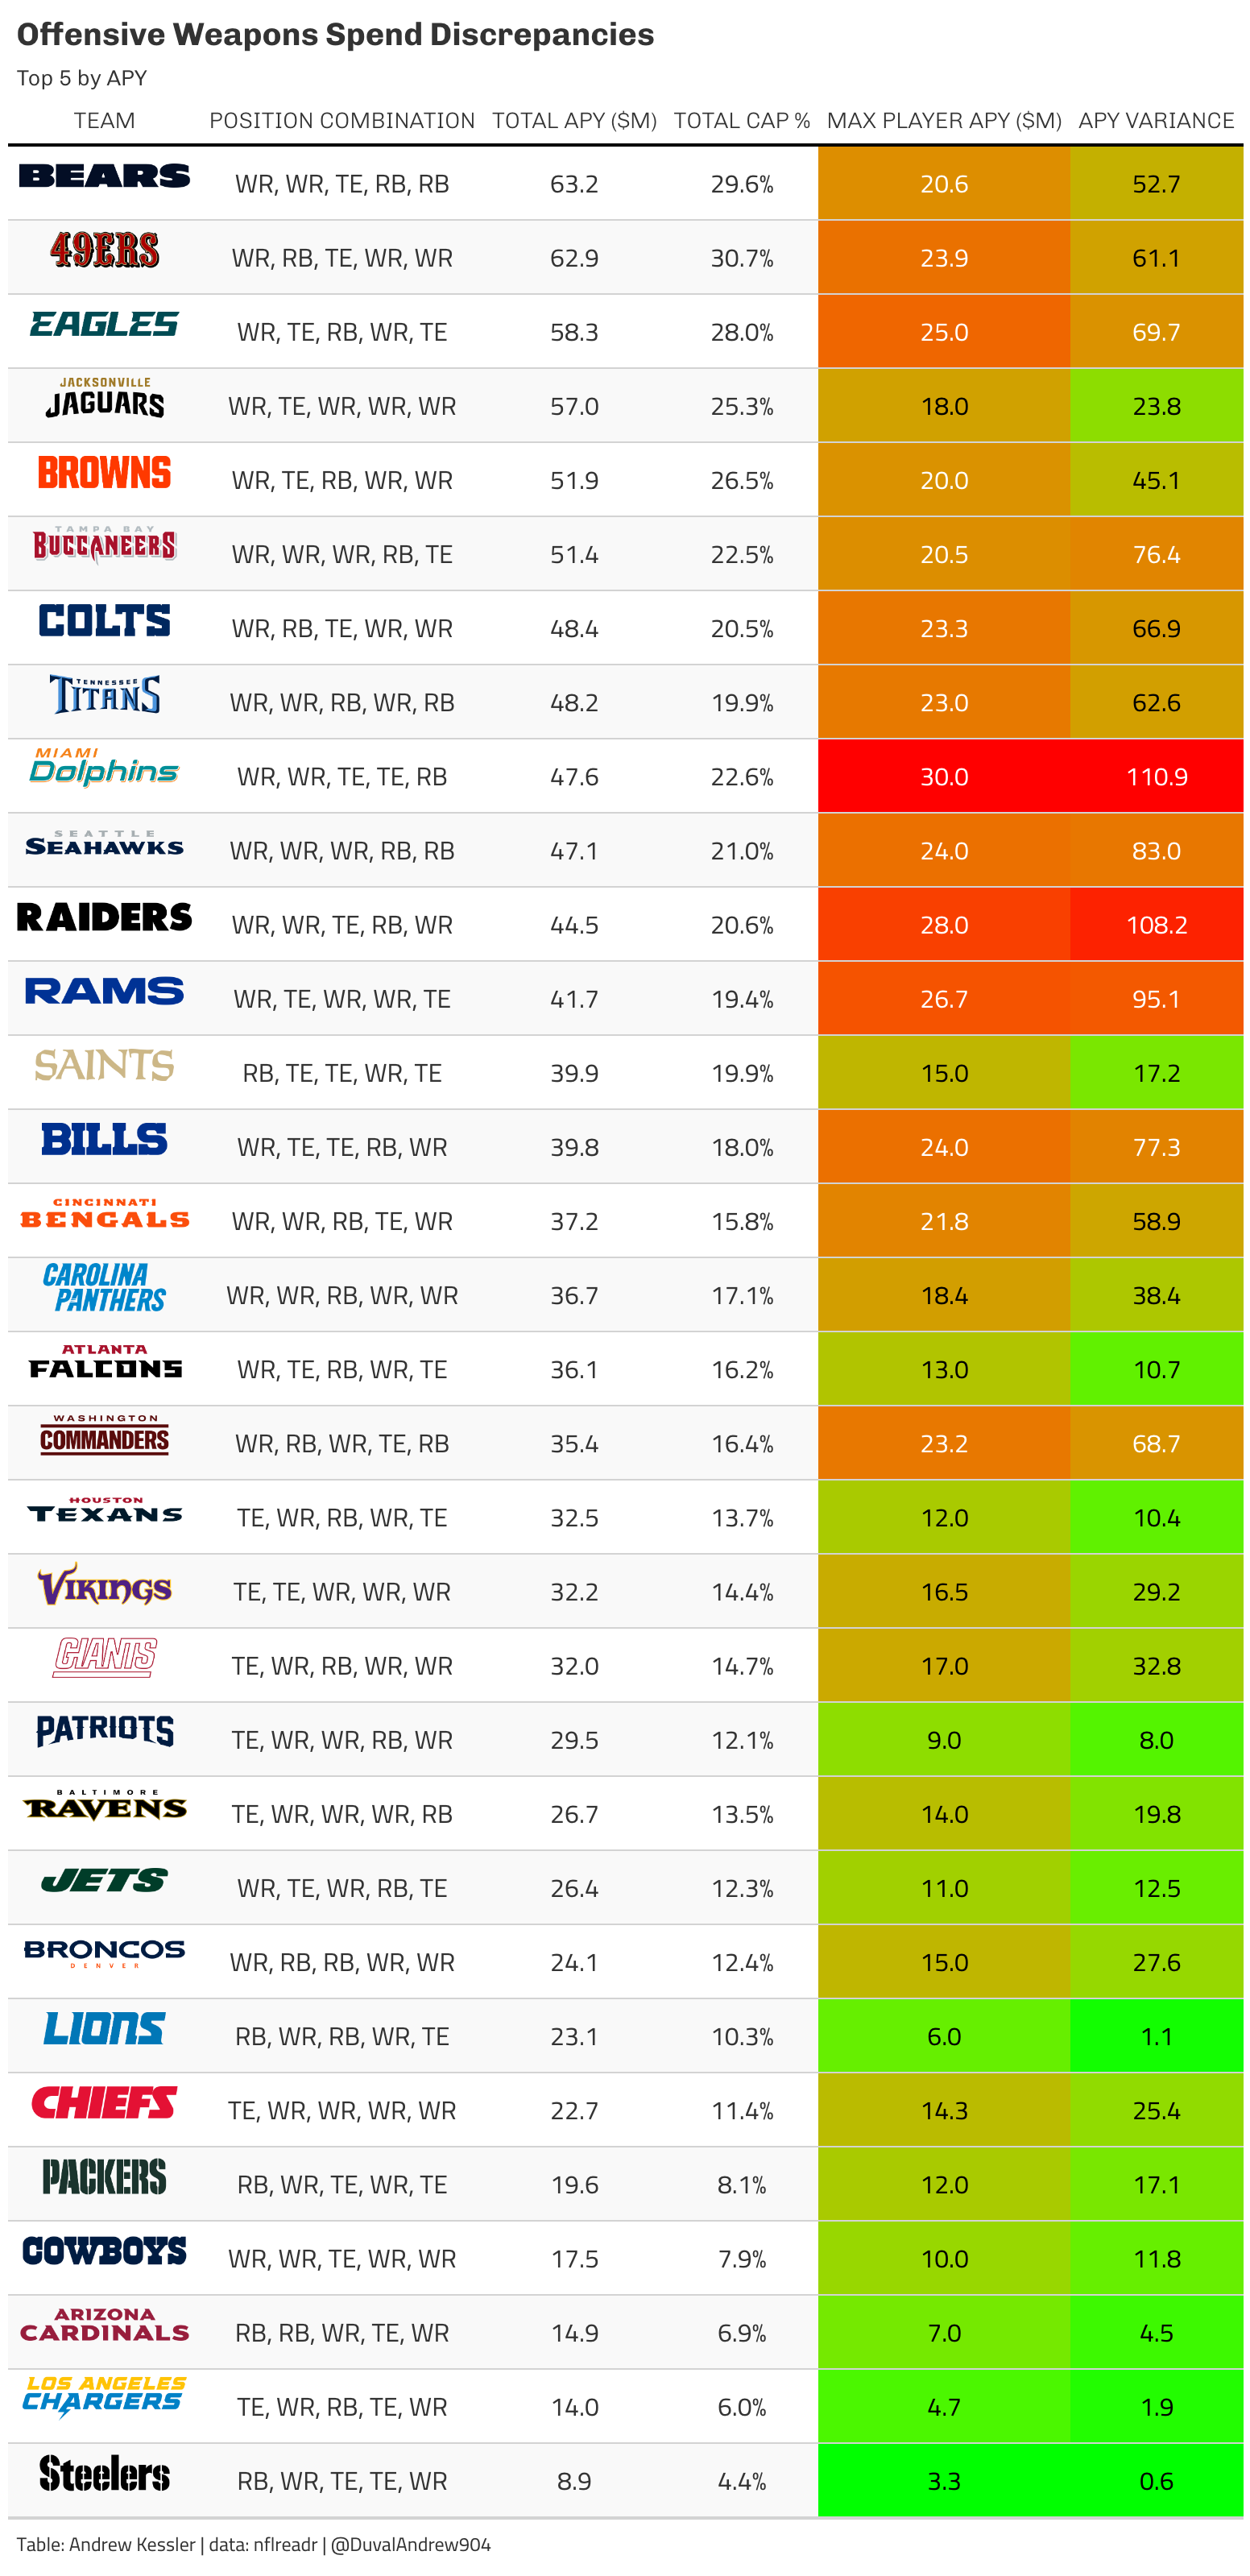 Offensive Weapons Spend Discrepancies
Top 5 by APY
TEAM POSITION COMBINATION TOTAL APY ($M) TOTAL CAP % MAX PLAYER APY ($M) APY VARIANCE
BEARS WR, WR, TE, RB, RB 63.2 29.6% 20.6 52.7
49ERS WR, RB, TE, WR, WR 62.9 30.7% 23.9 61.1
EAGLES WR, TE, RB, WR, TE 58.3 28.0% 25.0 69.7
JACKSONVILLE
JAGUARS WR, TE, WR, WR, WR 57.0 25.3% 18.0 23.8
BROWNS WR, TE, RB, WR, WR 51.9 26.5% 20.0 45.1
TAMPA BAY
BUCCANEERS WR, WR, WR, RB, TE 51.4 22.5% 20.5 76.4
COLTS WR, RB, TE, WR, WR 48.4 20.5% 23.3 66.9
TENNESSEE
TITANS WR, WR, RB, WR, RB 48.2 19.9% 23.0 62.6
MIAMI
Dolphins WR, WR, TE, TE, RB 47.6 22.6% 30.0 110.9
SEATTLE
SEAHAWKS WR, WR, WR, RB, RB 47.1 21.0% 24.0 83.0
RAIDERS WR, WR, TE, RB, WR 44.5 20.6% 28.0 108.2
RAMS WR, TE, WR, WR, TE 41.7 19.4% 26.7 95.1
SAINTS RB, TE, TE, WR, TE 39.9 19.9% 15.0 17.2
BILLS WR, TE, TE, RB, WR 39.8 18.0% 24.0 77.3
CINCINNATI
BENGALS WR, WR, RB, TE, WR 37.2 15.8% 21.8 58.9
CAROLINA
PANTHERS WR, WR, RB, WR, WR 36.7 17.1% 18.4 38.4
ATLANTA
FALCONS WR, TE, RB, WR, TE 36.1 16.2% 13.0 10.7
WASHINGTON
COMMANDERS WR, RB, WR, TE, RB 35.4 16.4% 23.2 68.7
HOUSTON
TEXANS TE, WR, RB, WR, TE 32.5 13.7% 12.0 10.4
VIKINGS TE, TE, WR, WR, WR 32.2 14.4% 16.5 29.2
GIANTS TE, WR, RB, WR, WR 32.0 14.7% 17.0 32.8
PATRIOTS TE, WR, WR, RB, WR 29.5 12.1% 9.0 8.0
BALTIMORE
RAVENS TE, WR, WR, WR, RB 26.7 13.5% 14.0 19.8
JETS WR, TE, WR, RB, TE 26.4 12.3% 11.0 12.5
BRONCOS WR, RB, RB, WR, WR 24.1 12.4% 15.0 27.6
DENVER
LIONS RB, WR, RB, WR, TE 23.1 10.3% 6.0 1.1
CHIEFS TE, WR, WR, WR, WR 22.7 11.4% 14.3 25.4
PACKERS RB, WR, TE, WR, TE 19.6 8.1% 12.0 17.1
COWBOYS WR, WR, TE, WR, WR 17.5 7.9% 10.0 11.8
ARIZONA
CARDINALS RB, RB, WR, TE, WR 14.9 6.9% 7.0 4.5
LOS ANGELES
CHARGERS TE, WR, RB, TE, WR 14.0 6.0% 4.7 1.9
Steelers RB, WR, TE, TE, WR 8.9 4.4% 3.3 0.6
Table: Andrew Kessler | data: nflreadr | @DuvalAndrew904